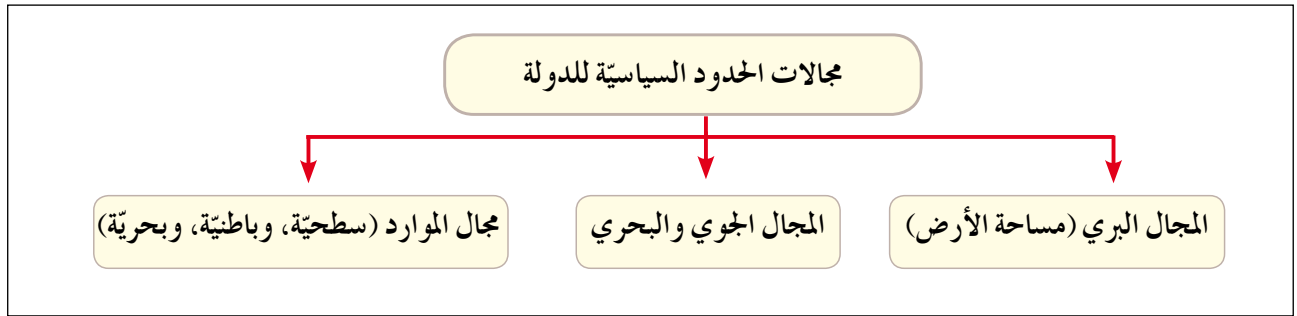 مجالات الحدود السياسيّة للدولة
المجال البري (مساحة الأرض)
المجال الجوي والبحري
مجال الموارد (سطحيّة، وباطنيّة، وبحريّة)